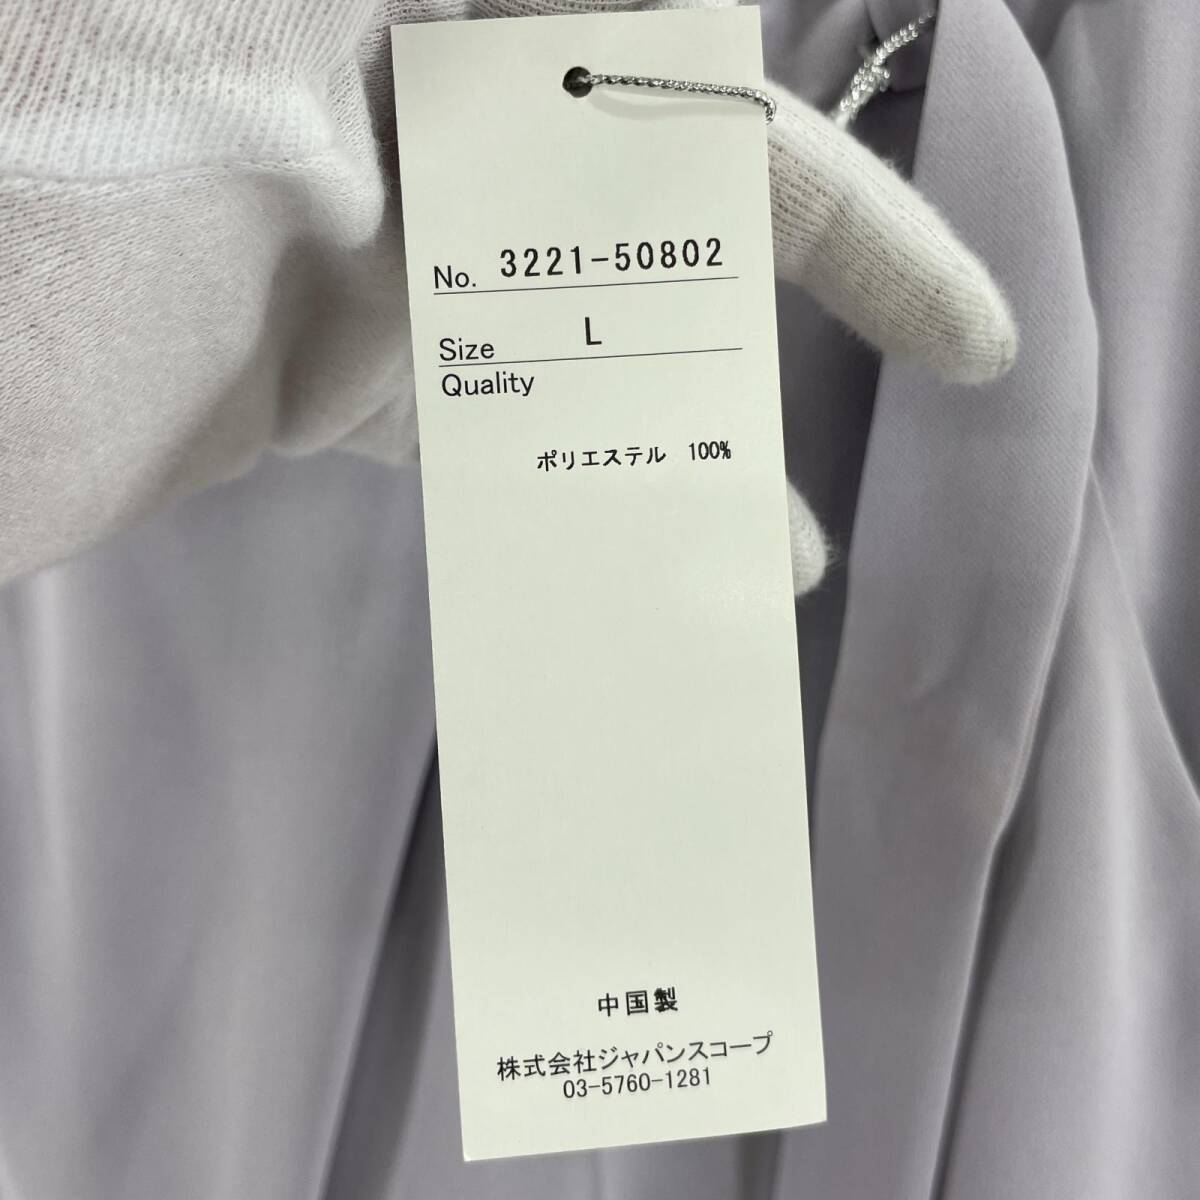 No. 3221-50802
Size L
Quality
ポリエステル 100%
中国製
株式会社ジャパンスコープ
03-5760-1281